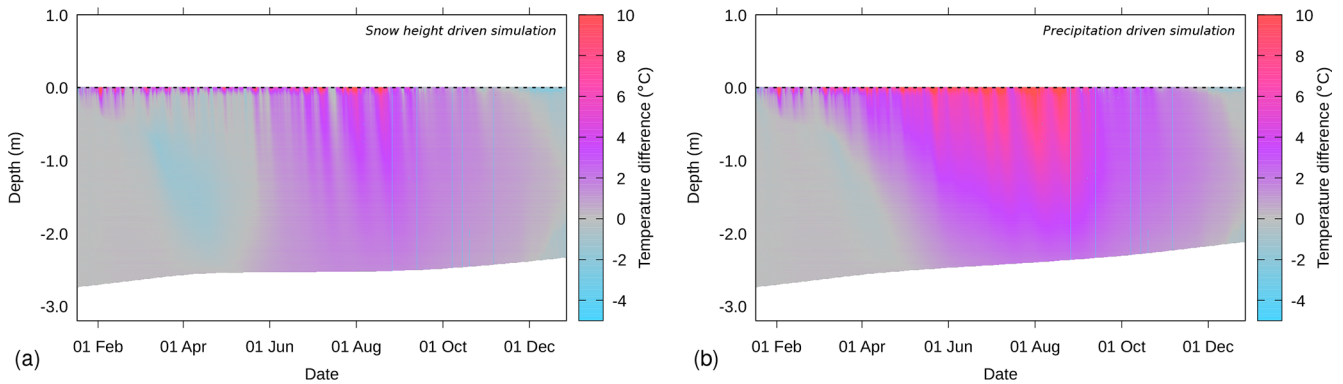 1.0
Snow height driven simulation
0.0
-1.0
-2.0
-3.0
Depth (m)
01 Feb 01 Apr 01 Jun 01 Aug 01 Oct 01 Dec
Date
(a)
10
8
6
4
2
0
-2
-4
Temperature difference (°C)
1.0
Precipitation driven simulation
0.0
-1.0
-2.0
-3.0
Depth (m)
01 Feb 01 Apr 01 Jun 01 Aug 01 Oct 01 Dec
Date
(b)
10
8
6
4
2
0
-2
-4
Temperature difference (°C)